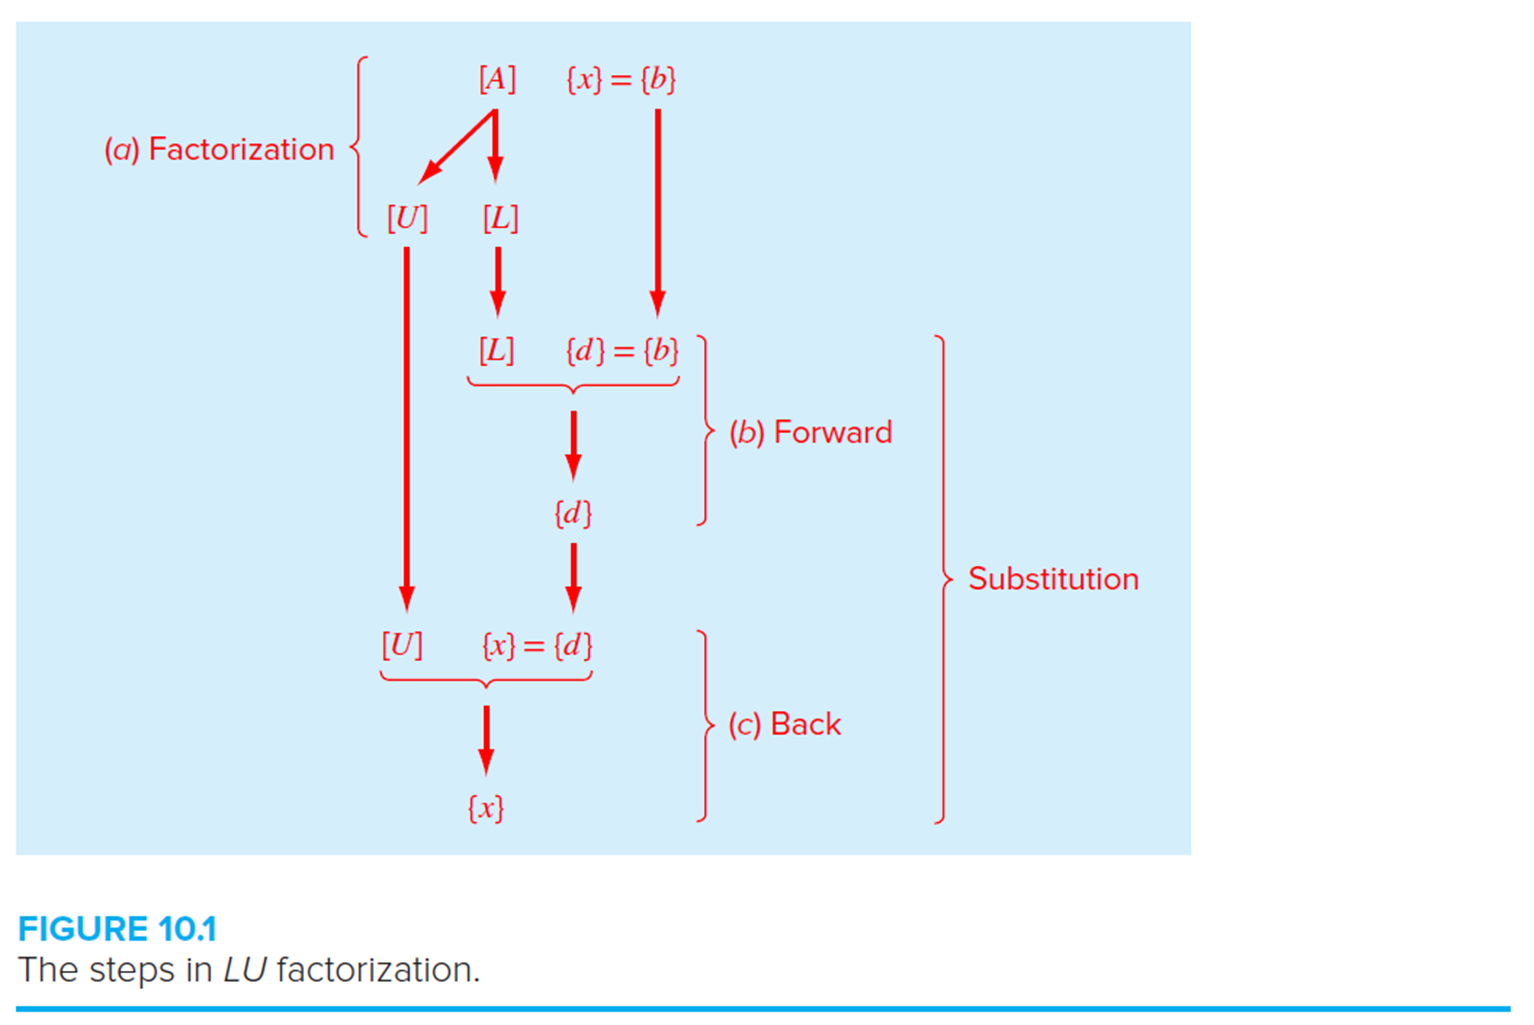 [A] {x} = {b}
(a) Factorization
[U] [L]
[L] {d} = {b}
(b) Forward
{d}
Substitution
[U] {x} = {d}
(c) Back
{x}
FIGURE 10.1
The steps in LU factorization.